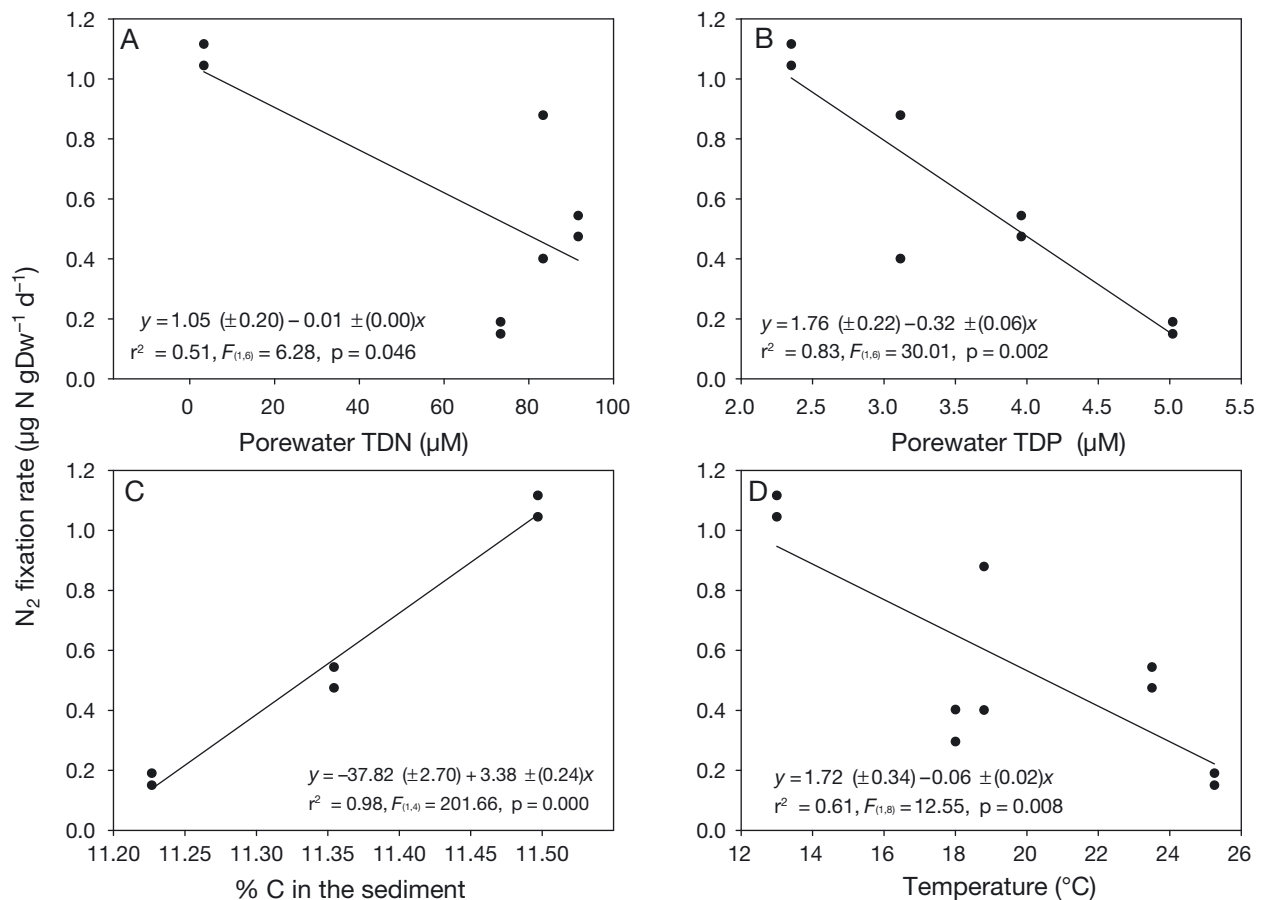 N₂ fixation rate (µg N gDw⁻¹ d⁻¹)
A
1.2
1.0
0.8
0.6
0.4
0.2
0.0
y = 1.05 (±0.20) – 0.01 ±(0.00)x
r² = 0.51, F(1,6) = 6.28, p = 0.046
0 20 40 60 80 100
Porewater TDN (µM)
B
1.2
1.0
0.8
0.6
0.4
0.2
0.0
y = 1.76 (±0.22) – 0.32 ±(0.06)x
r² = 0.83, F(1,6) = 30.01, p = 0.002
2.0 2.5 3.0 3.5 4.0 4.5 5.0 5.5
Porewater TDP (µM)
C
1.2
1.0
0.8
0.6
0.4
0.2
0.0
y = –37.82 (±2.70) + 3.38 ±(0.24)x
r² = 0.98, F(1,4) = 201.66, p = 0.000
11.20 11.25 11.30 11.35 11.40 11.45 11.50
% C in the sediment
D
1.2
1.0
0.8
0.6
0.4
0.2
0.0
y = 1.72 (±0.34) – 0.06 ±(0.02)x
r² = 0.61, F(1,8) = 12.55, p = 0.008
12 14 16 18 20 22 24 26
Temperature (°C)